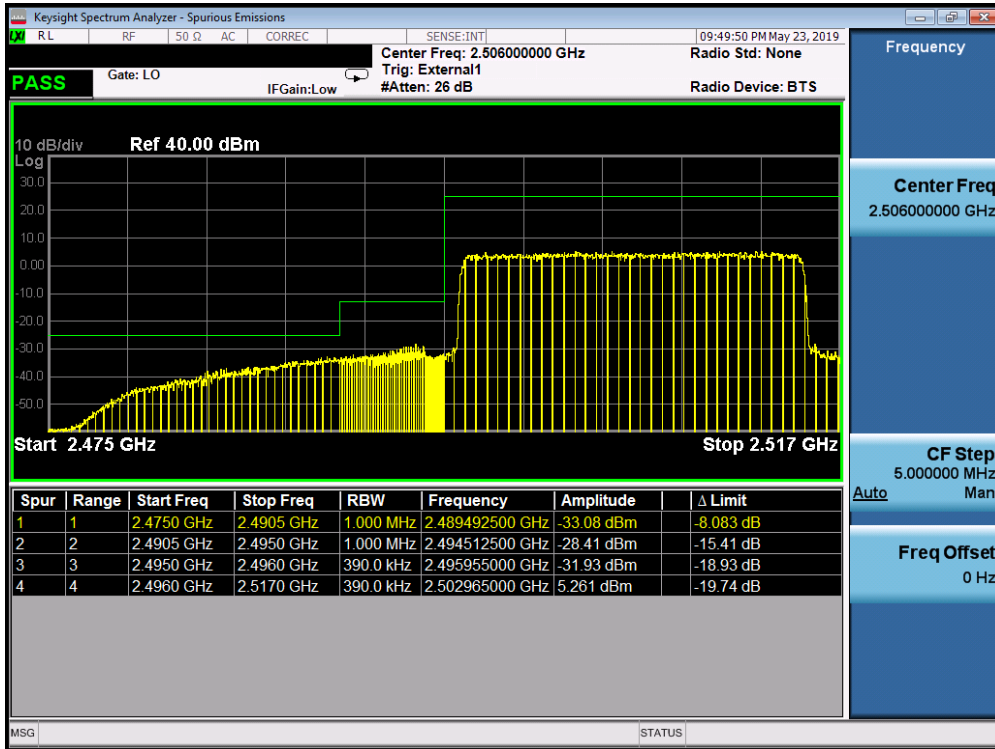 Keysight Spectrum Analyzer - Spurious Emissions
LXI RL RF 50 Ω AC CORREC SENSE:INT 09:49:50 PM May 23, 2019
Center Freq: 2.506000000 GHz Radio Std: None
PASS Gate: LO Trig: External1
IFGain:Low #Atten: 26 dB Radio Device: BTS
10 dB/div Ref 40.00 dBm
Log
30.0
20.0
10.0
0.00
-10.0
-20.0
-30.0
-40.0
-50.0
Start 2.475 GHz Stop 2.517 GHz
Spur Range Start Freq Stop Freq RBW Frequency Amplitude Δ Limit
1 1 2.4750 GHz 2.4905 GHz 1.000 MHz 2.489492500 GHz -33.08 dBm -8.083 dB
2 2 2.4905 GHz 2.4950 GHz 1.000 MHz 2.494512500 GHz -28.41 dBm -15.41 dB
3 3 2.4950 GHz 2.4960 GHz 390.0 kHz 2.495955000 GHz -31.93 dBm -18.93 dB
4 4 2.4960 GHz 2.5170 GHz 390.0 kHz 2.502965000 GHz 5.261 dBm -19.74 dB
MSG STATUS
Frequency
Center Freq
2.506000000 GHz
CF Step
5.000000 MHz
Auto Man
Freq Offset
0 Hz